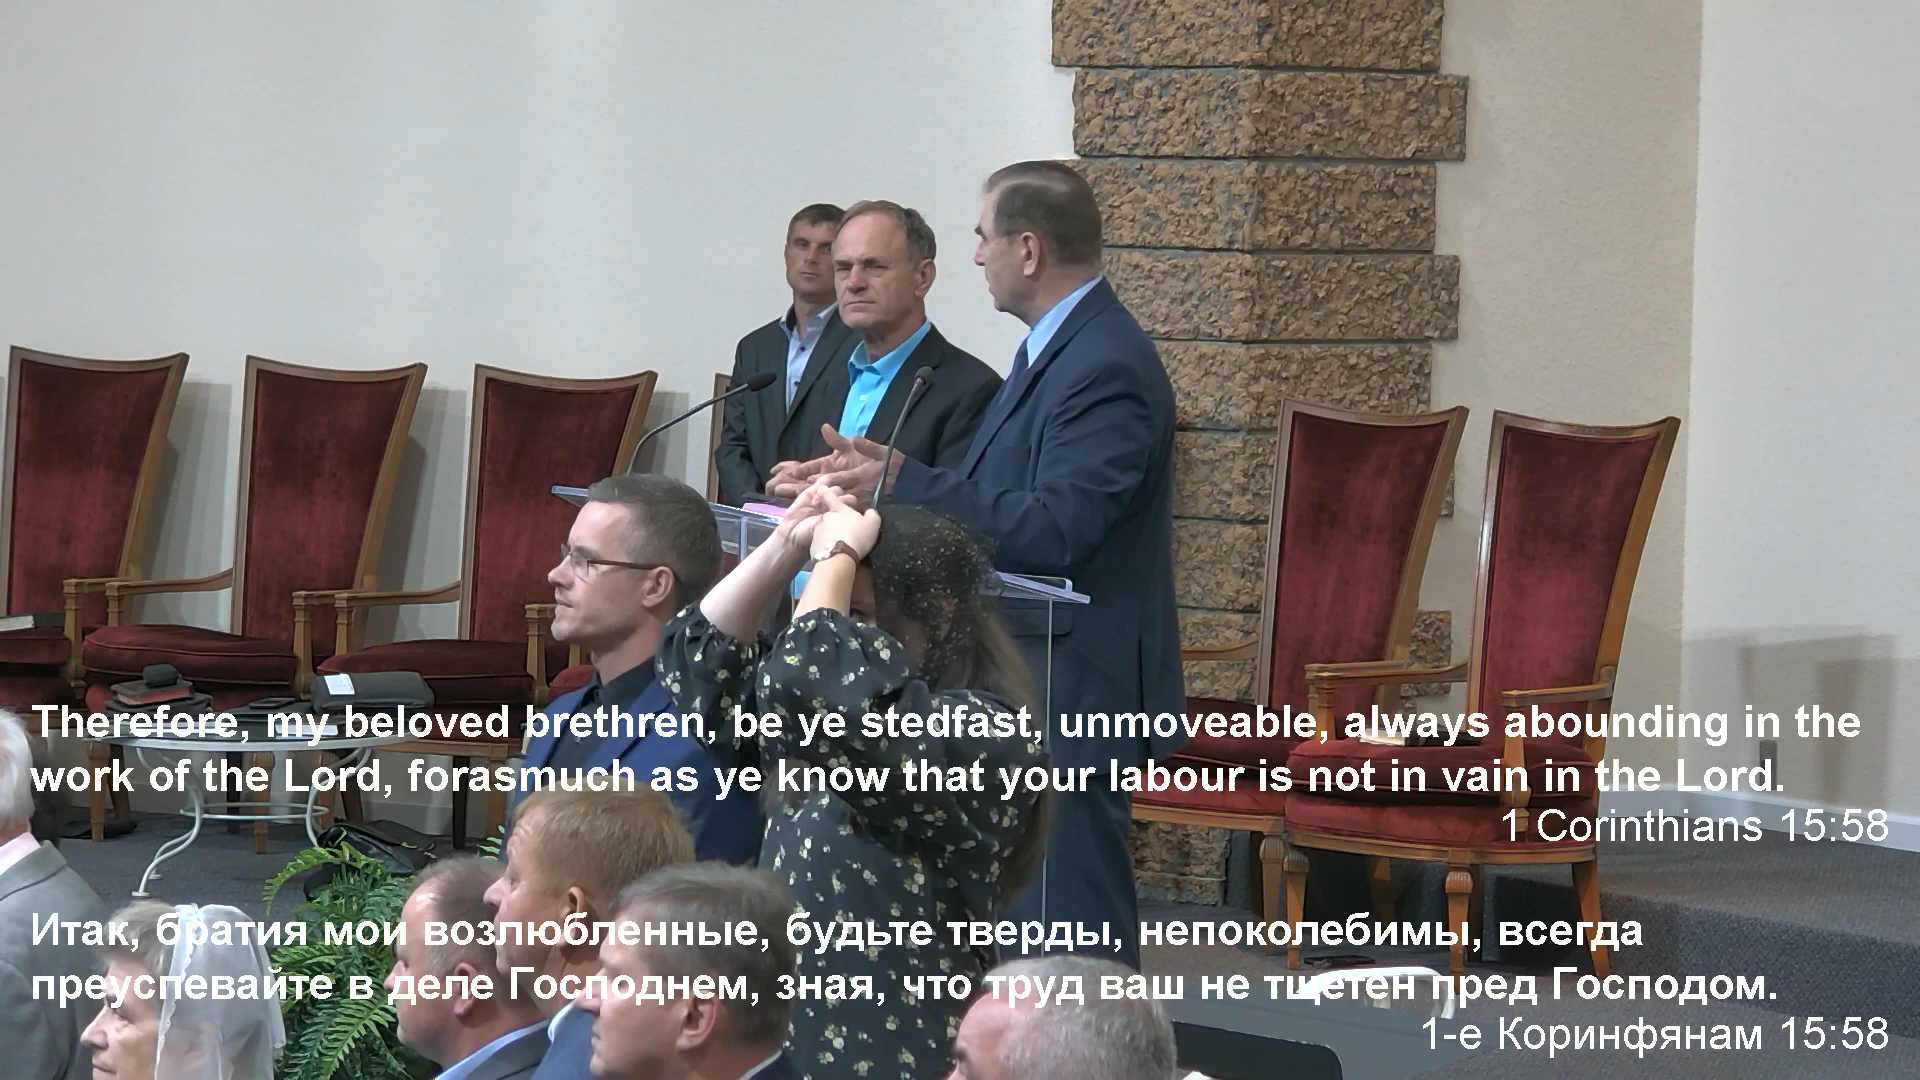 Therefore, my beloved brethren, be ye stedfast, unmoveable, always abounding in the
work of the Lord, forasmuch as ye know that your labour is not in vain in the Lord.
1 Corinthians 15:58
Итак, братия мои возлюбленные, будьте тверды, непоколебимы, всегда
преуспевайте в деле Господнем, зная, что труд ваш не тщетен пред Господом.
1-е Коринфянам 15:58